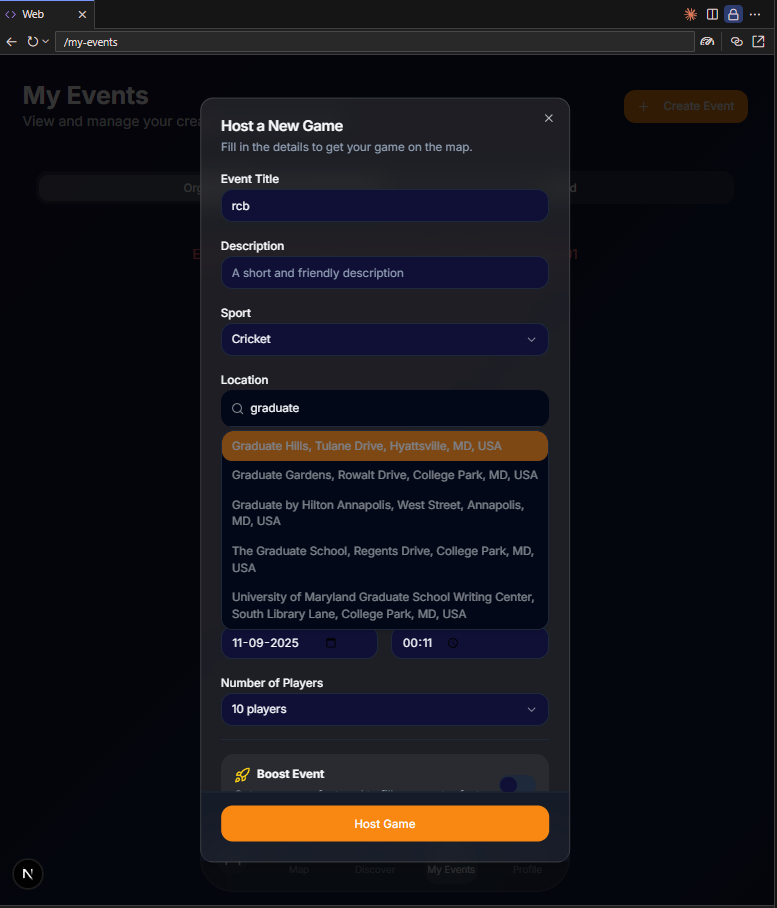 Web
/my-events
My Events
View and manage your crea
Create Event
Org
d
E
01
Host a New Game
Fill in the details to get your game on the map.
Event Title
rcb
Description
A short and friendly description
Sport
Cricket
Location
graduate
Graduate Hills, Tulane Drive, Hyattsville, MD, USA
Graduate Gardens, Rowalt Drive, College Park, MD, USA
Graduate by Hilton Annapolis, West Street, Annapolis,
MD, USA
The Graduate School, Regents Drive, College Park, MD,
USA
University of Maryland Graduate School Writing Center,
South Library Lane, College Park, MD, USA
11-09-2025
00:11
Number of Players
10 players
Boost Event
Host Game
N
Map
Discover
My Events
Profile